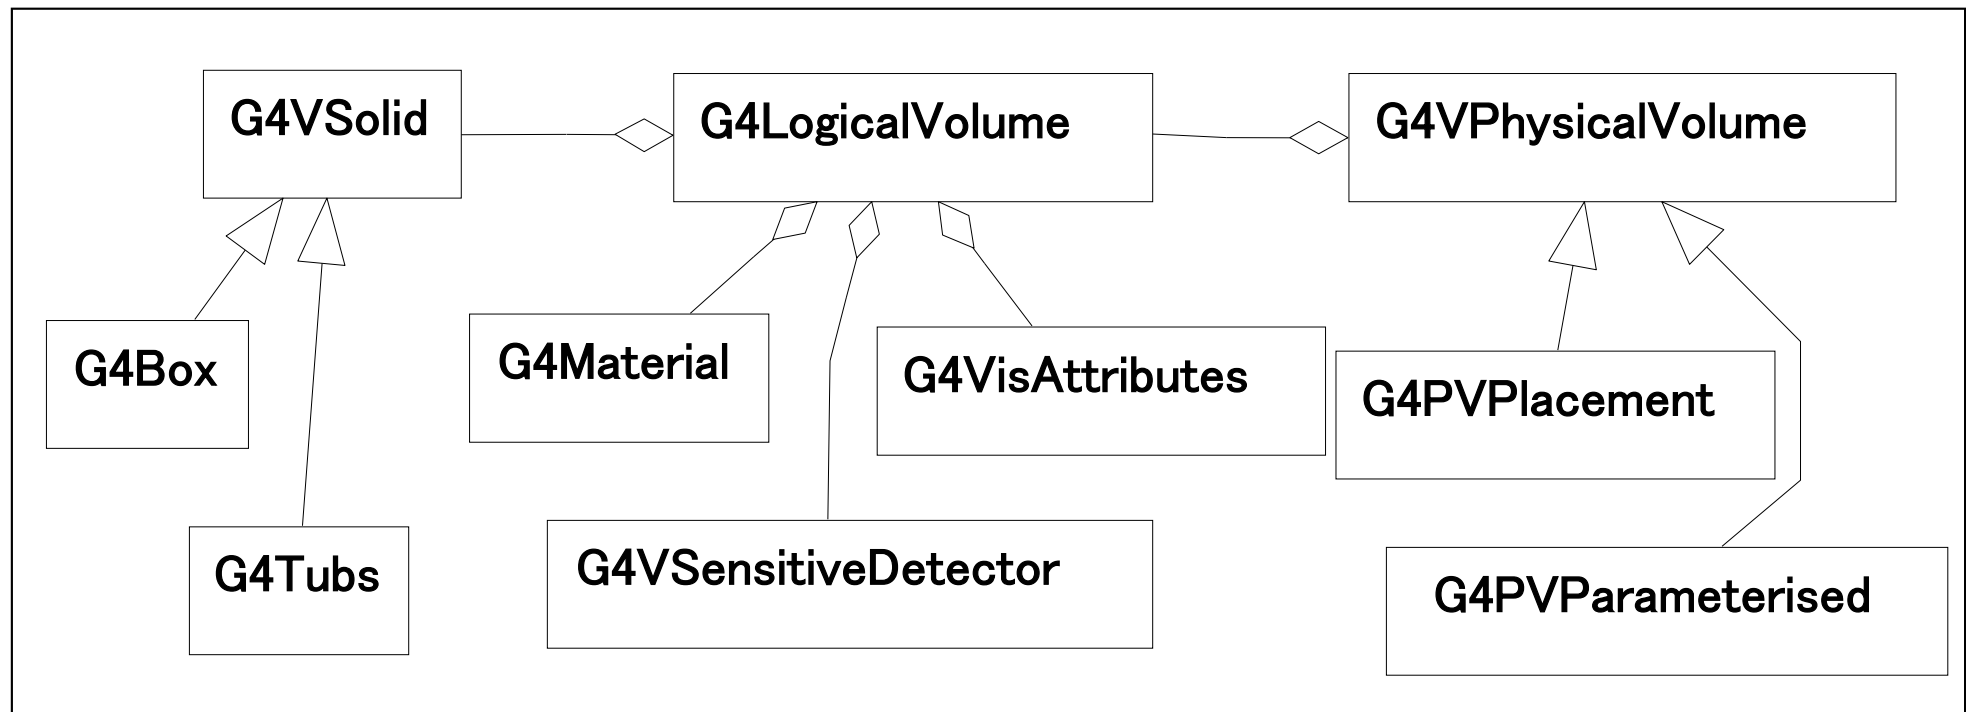 G4VSolid
G4LogicalVolume
G4VPhysicalVolume
G4Box
G4Material
G4VisAttributes
G4PVPlacement
G4Tubs
G4VSensitiveDetector
G4PVParameterised